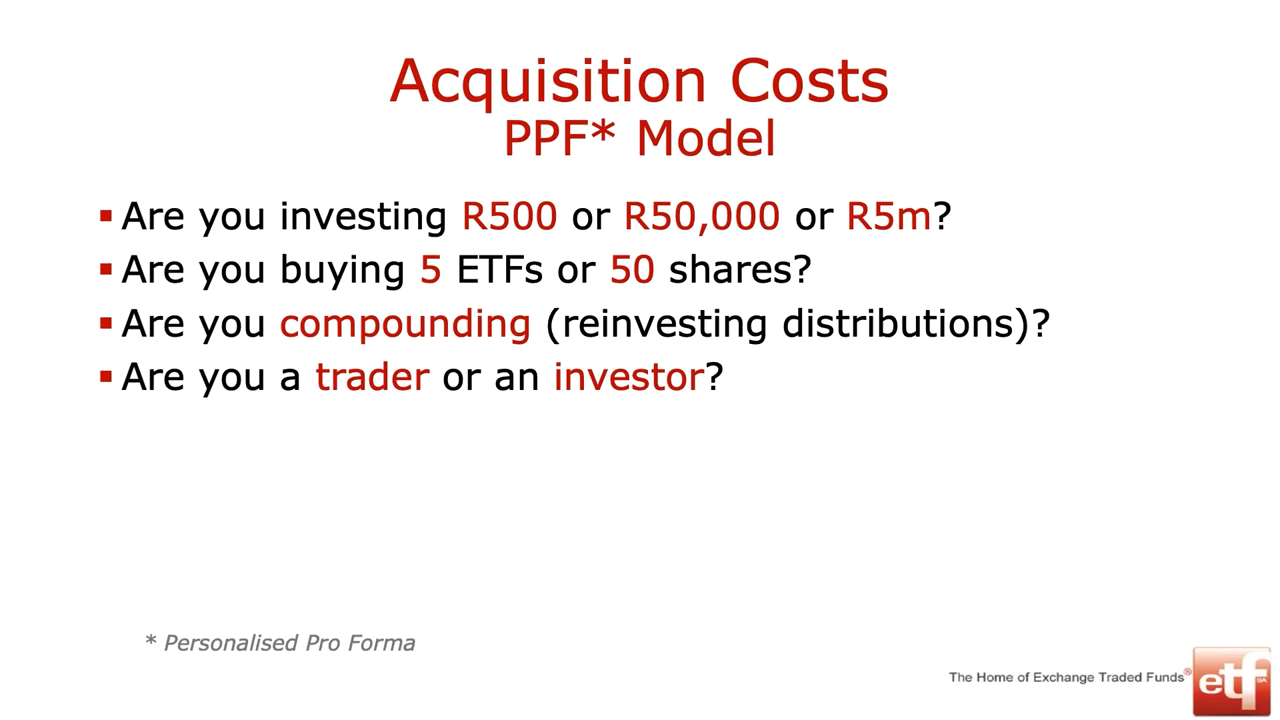 Acquisition Costs
PPF* Model
▪ Are you investing R500 or R50,000 or R5m?
▪ Are you buying 5 ETFs or 50 shares?
▪ Are you compounding (reinvesting distributions)?
▪ Are you a trader or an investor?
* Personalised Pro Forma
The Home of Exchange Traded Funds®
etfSA